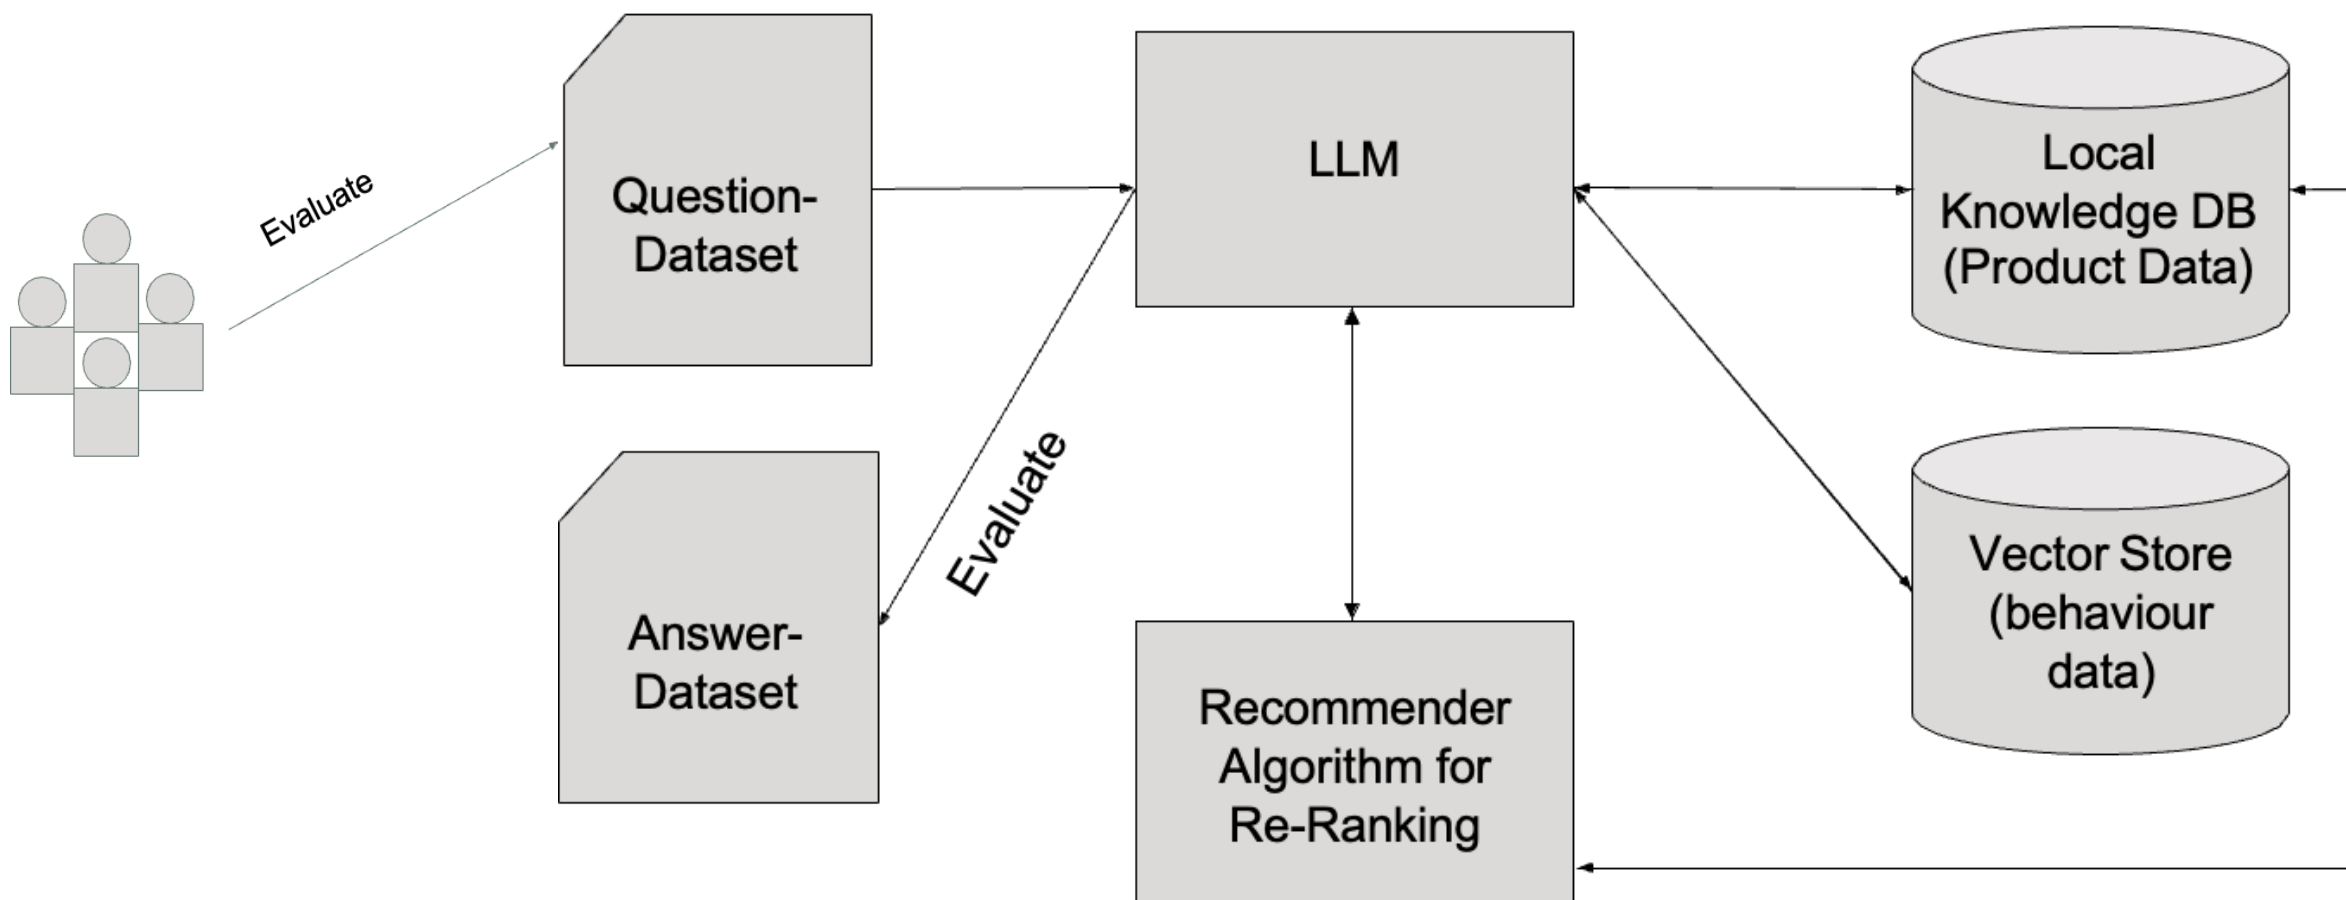 Evaluate
Question-
Dataset
LLM
Local
Knowledge DB
(Product Data)
Evaluate
Answer-
Dataset
Recommender
Algorithm for
Re-Ranking
Vector Store
(behaviour
data)